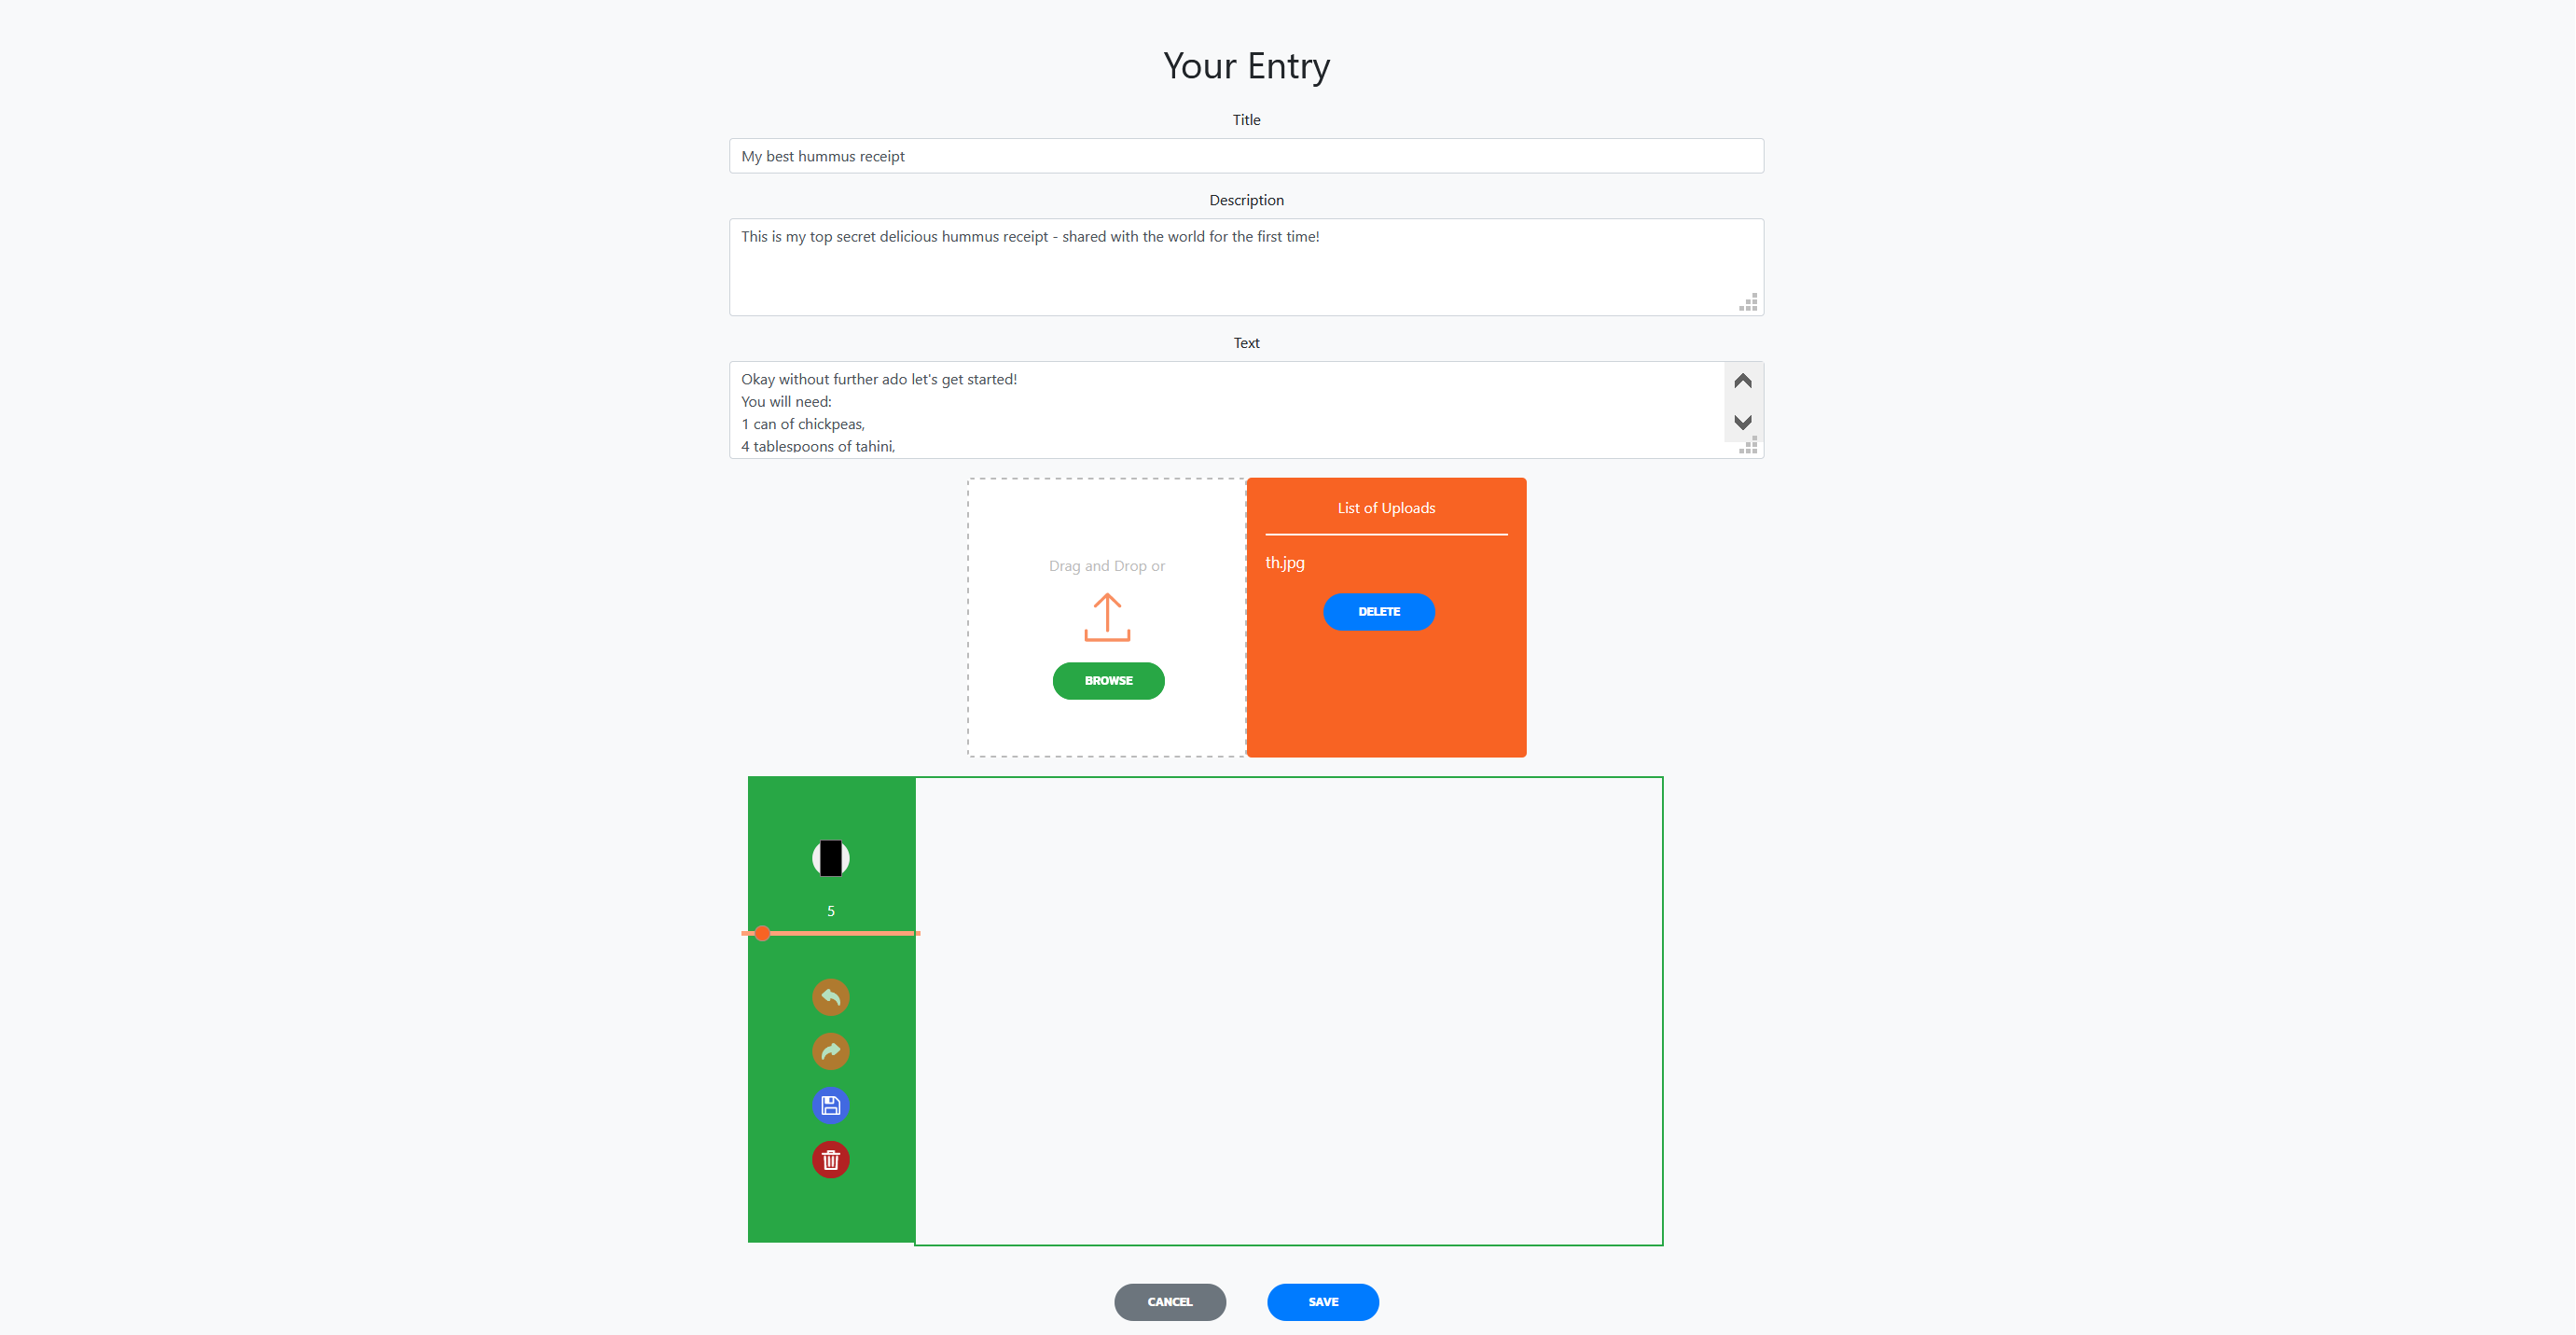 Your Entry
Title
My best hummus receipt
Description
This is my top secret delicious hummus receipt - shared with the world for the first time!
Text
Okay without further ado let's get started!
You will need:
1 can of chickpeas,
4 tablespoons of tahini,
Drag and Drop or
BROWSE
List of Uploads
th.jpg
DELETE
5
CANCEL
SAVE